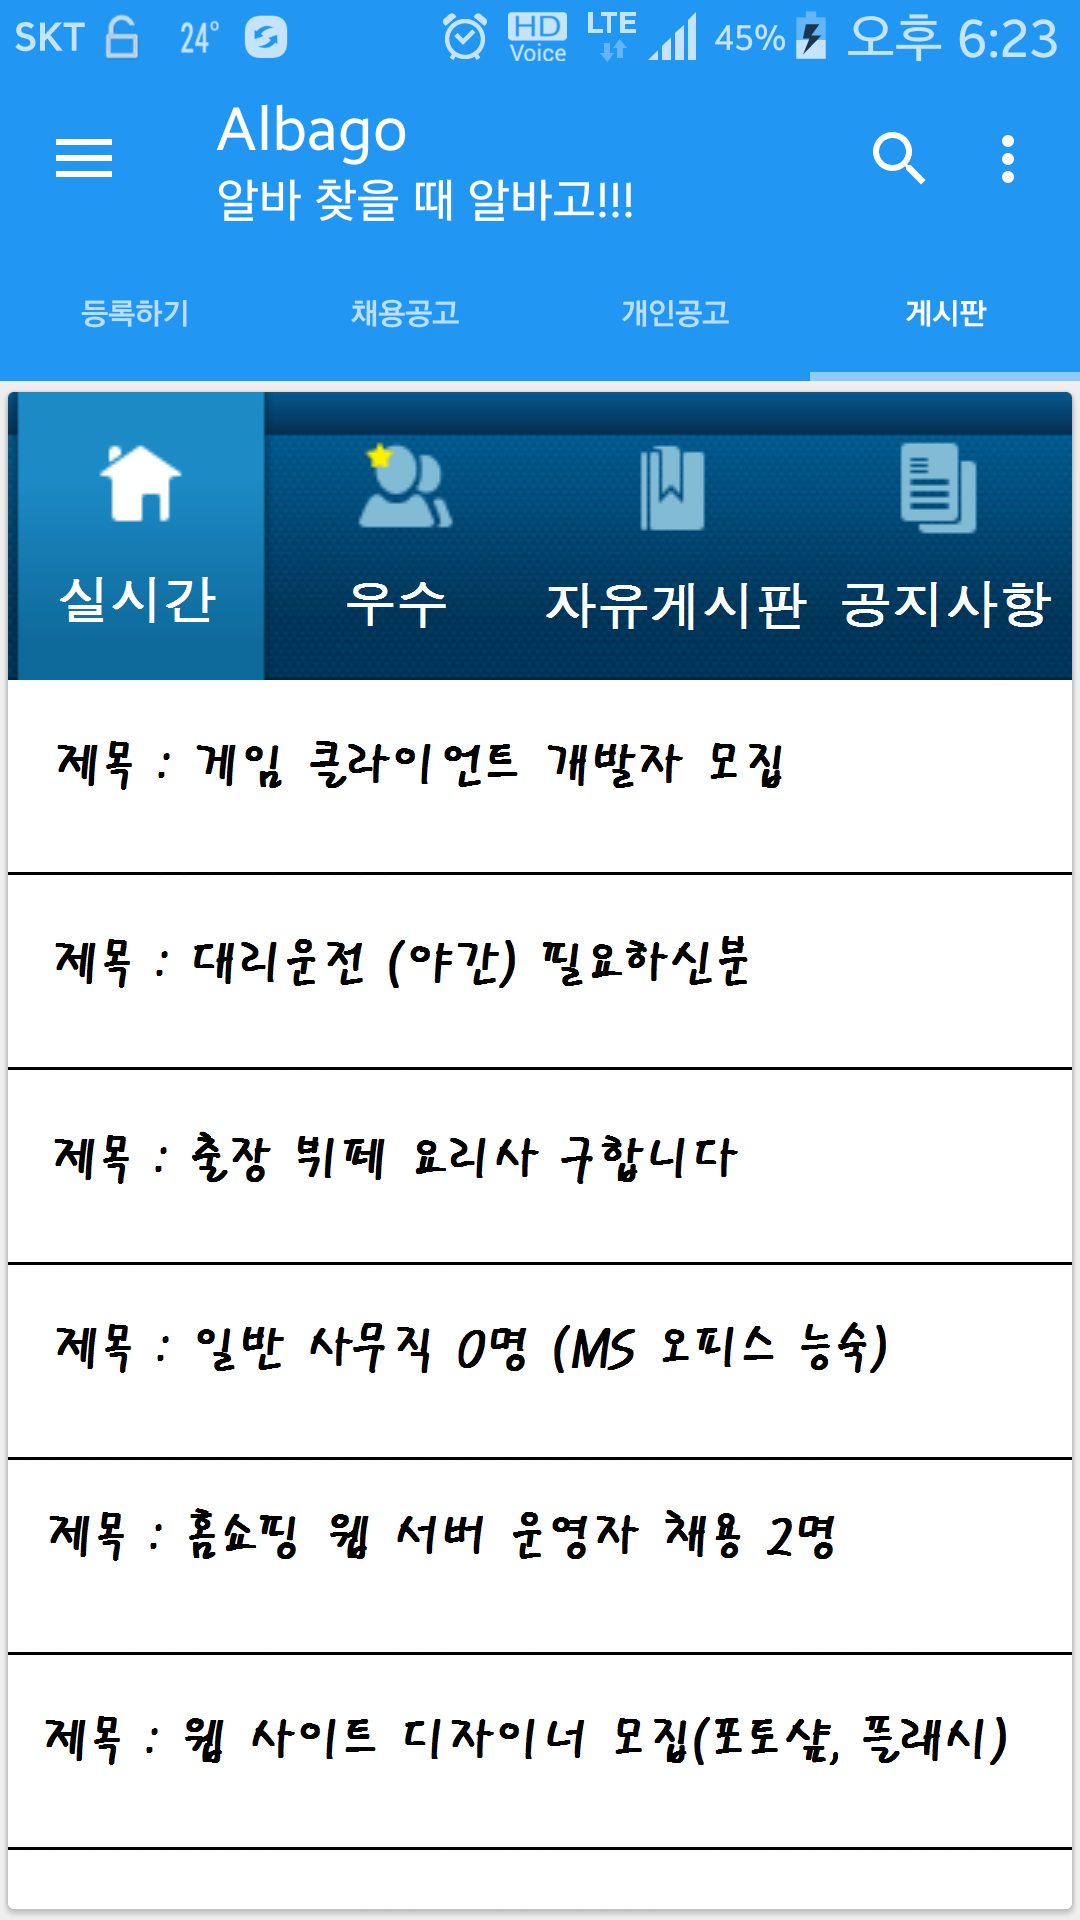 SKT 24° HD Voice LTE 45% 오후 6:23
Albago
알바 찾을 때 알바고!!!
등록하기 채용공고 개인공고 게시판
실시간 우수 자유게시판 공지사항
제목 : 게임 클라이언트 개발자 모집
제목 : 대리운전 (야간) 필요하신분
제목 : 출장 뷔페 요리사 구합니다
제목 : 일반 사무직 0명 (MS 오피스 능숙)
제목 : 홈쇼핑 웹 서버 운영자 채용 2명
제목 : 웹 사이트 디자이너 모집(포토샾, 플래시)